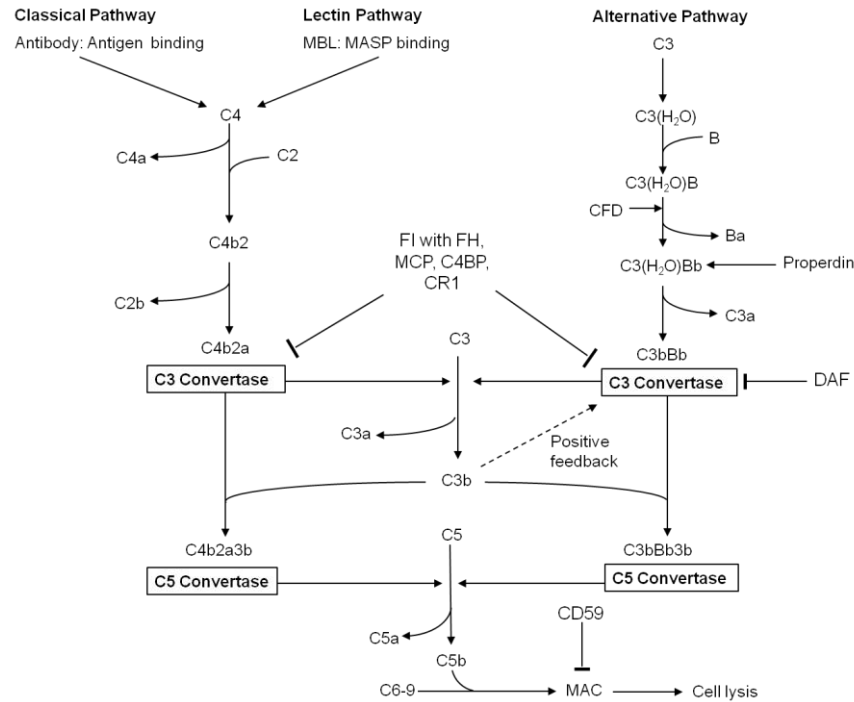 Classical Pathway
Antibody: Antigen binding
Lectin Pathway
MBL: MASP binding
Alternative Pathway
C3
C4
C3(H₂O)
B
C4a
C2
C3(H₂O)B
CFD
Ba
C4b2
FI with FH,
MCP, C4BP,
CR1
C3(H₂O)Bb
Properdin
C2b
C3a
C4b2a
C3
C3bBb
C3 Convertase
C3 Convertase
DAF
C3a
Positive
feedback
C3b
C4b2a3b
C5
C3bBb3b
C5 Convertase
C5 Convertase
CD59
C5a
C5b
C6-9
MAC
Cell lysis